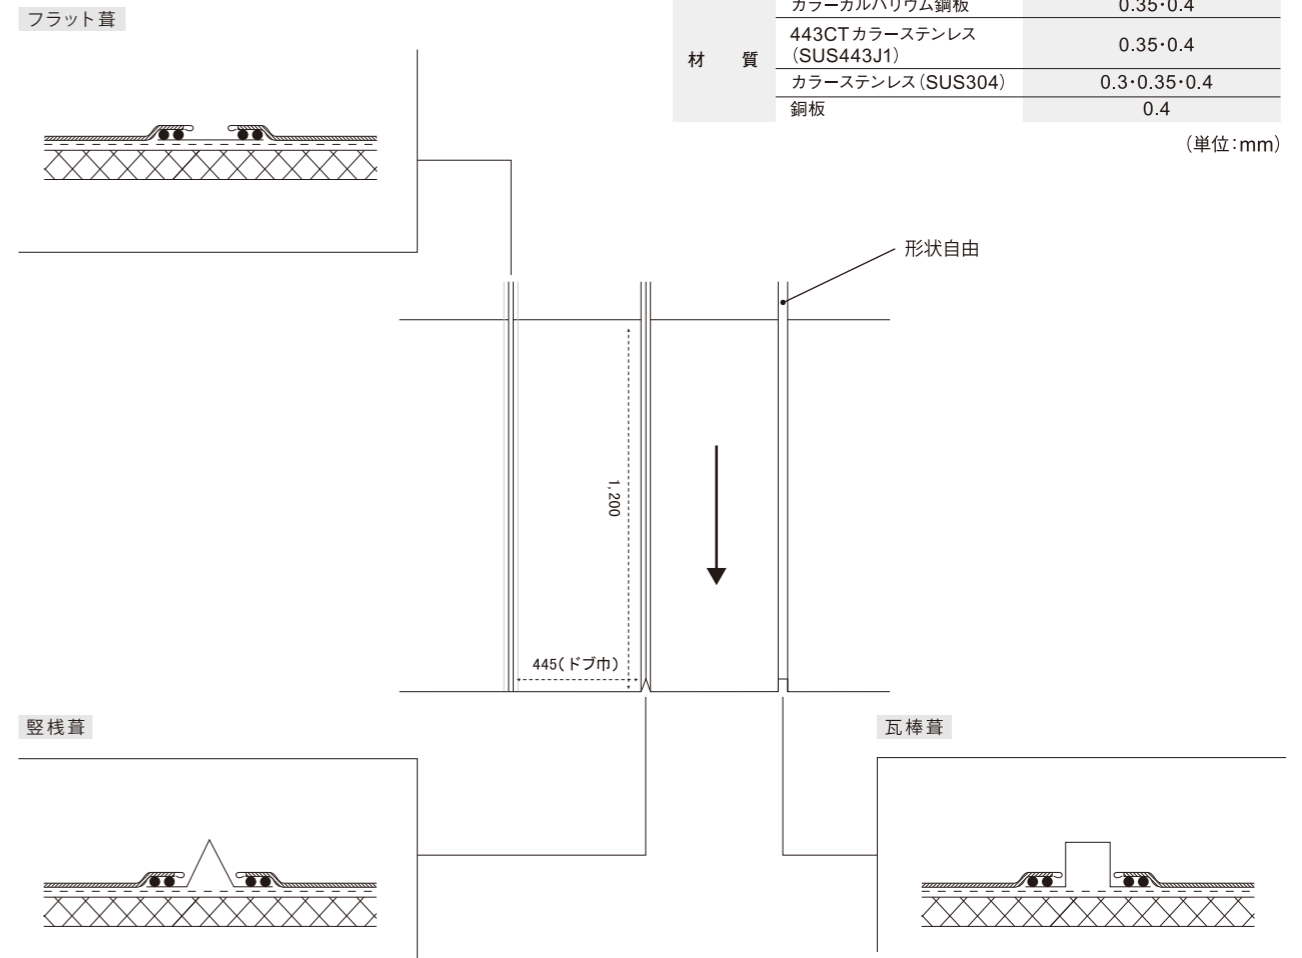 カラーガルバリウム鋼板 0.35・0.4
443CTカラーステンレス
（SUS443J1） 0.35・0.4
材 質
カラーステンレス（SUS304） 0.3・0.35・0.4
銅板 0.4
（単位：mm）
フラット葺
形状自由
1,200
445（ドブ巾）
竪桟葺
瓦棒葺